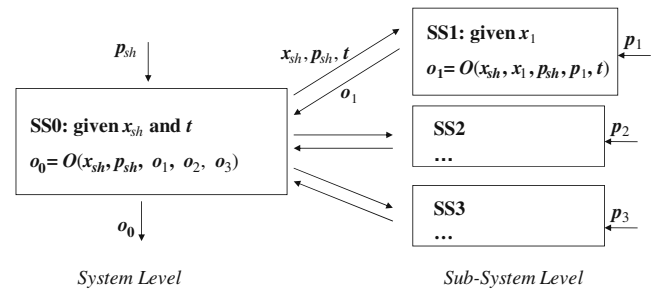 p_sh
SS0: given x_sh and t
o_0 = O(x_sh, p_sh, o_1, o_2, o_3)
o_0
System Level
x_sh, p_sh, t
o_1
SS1: given x_1
o_1 = O(x_sh, x_1, p_sh, p_1, t)
p_1
SS2
...
p_2
SS3
...
p_3
Sub-System Level